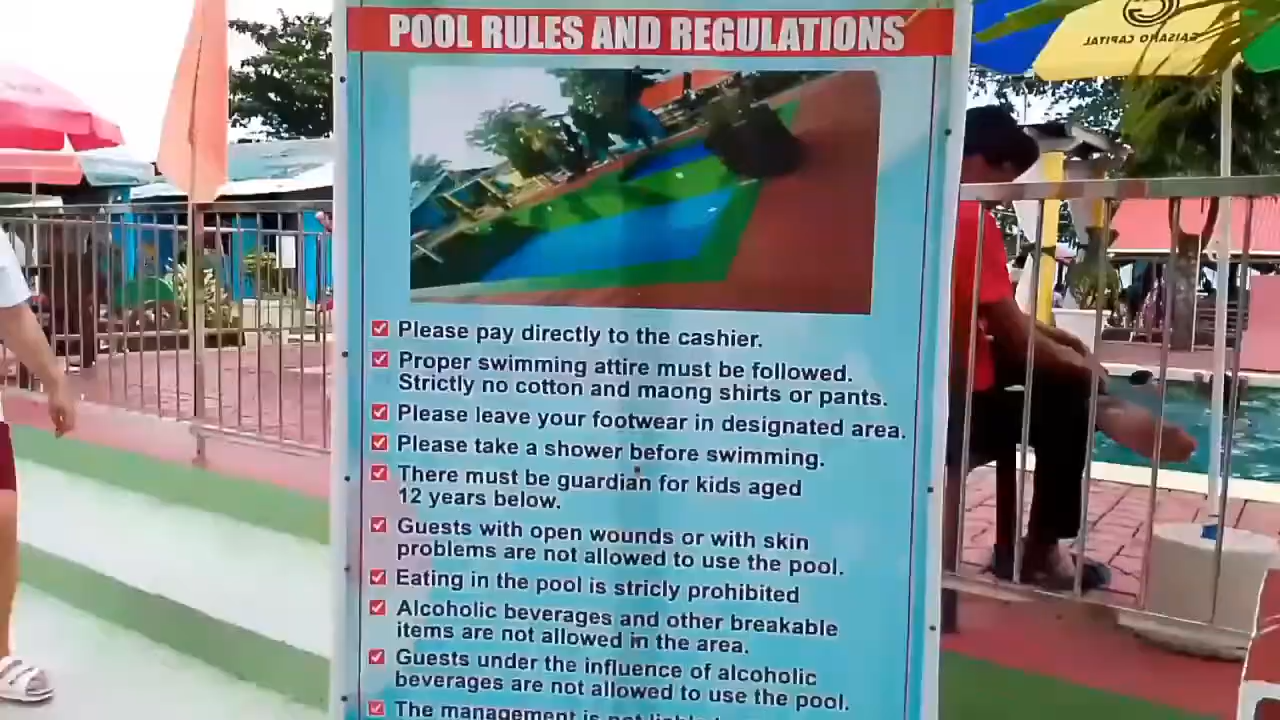 POOL RULES AND REGULATIONS
GAISANO CAPITAL
Please pay directly to the cashier.
Proper swimming attire must be followed.
Strictly no cotton and maong shirts or pants.
Please leave your footwear in designated area.
Please take a shower before swimming.
There must be guardian for kids aged
12 years below.
Guests with open wounds or with skin
problems are not allowed to use the pool.
Eating in the pool is stricly prohibited
Alcoholic beverages and other breakable
items are not allowed in the area.
Guests under the influence of alcoholic
beverages are not allowed to use the pool.
The management is not